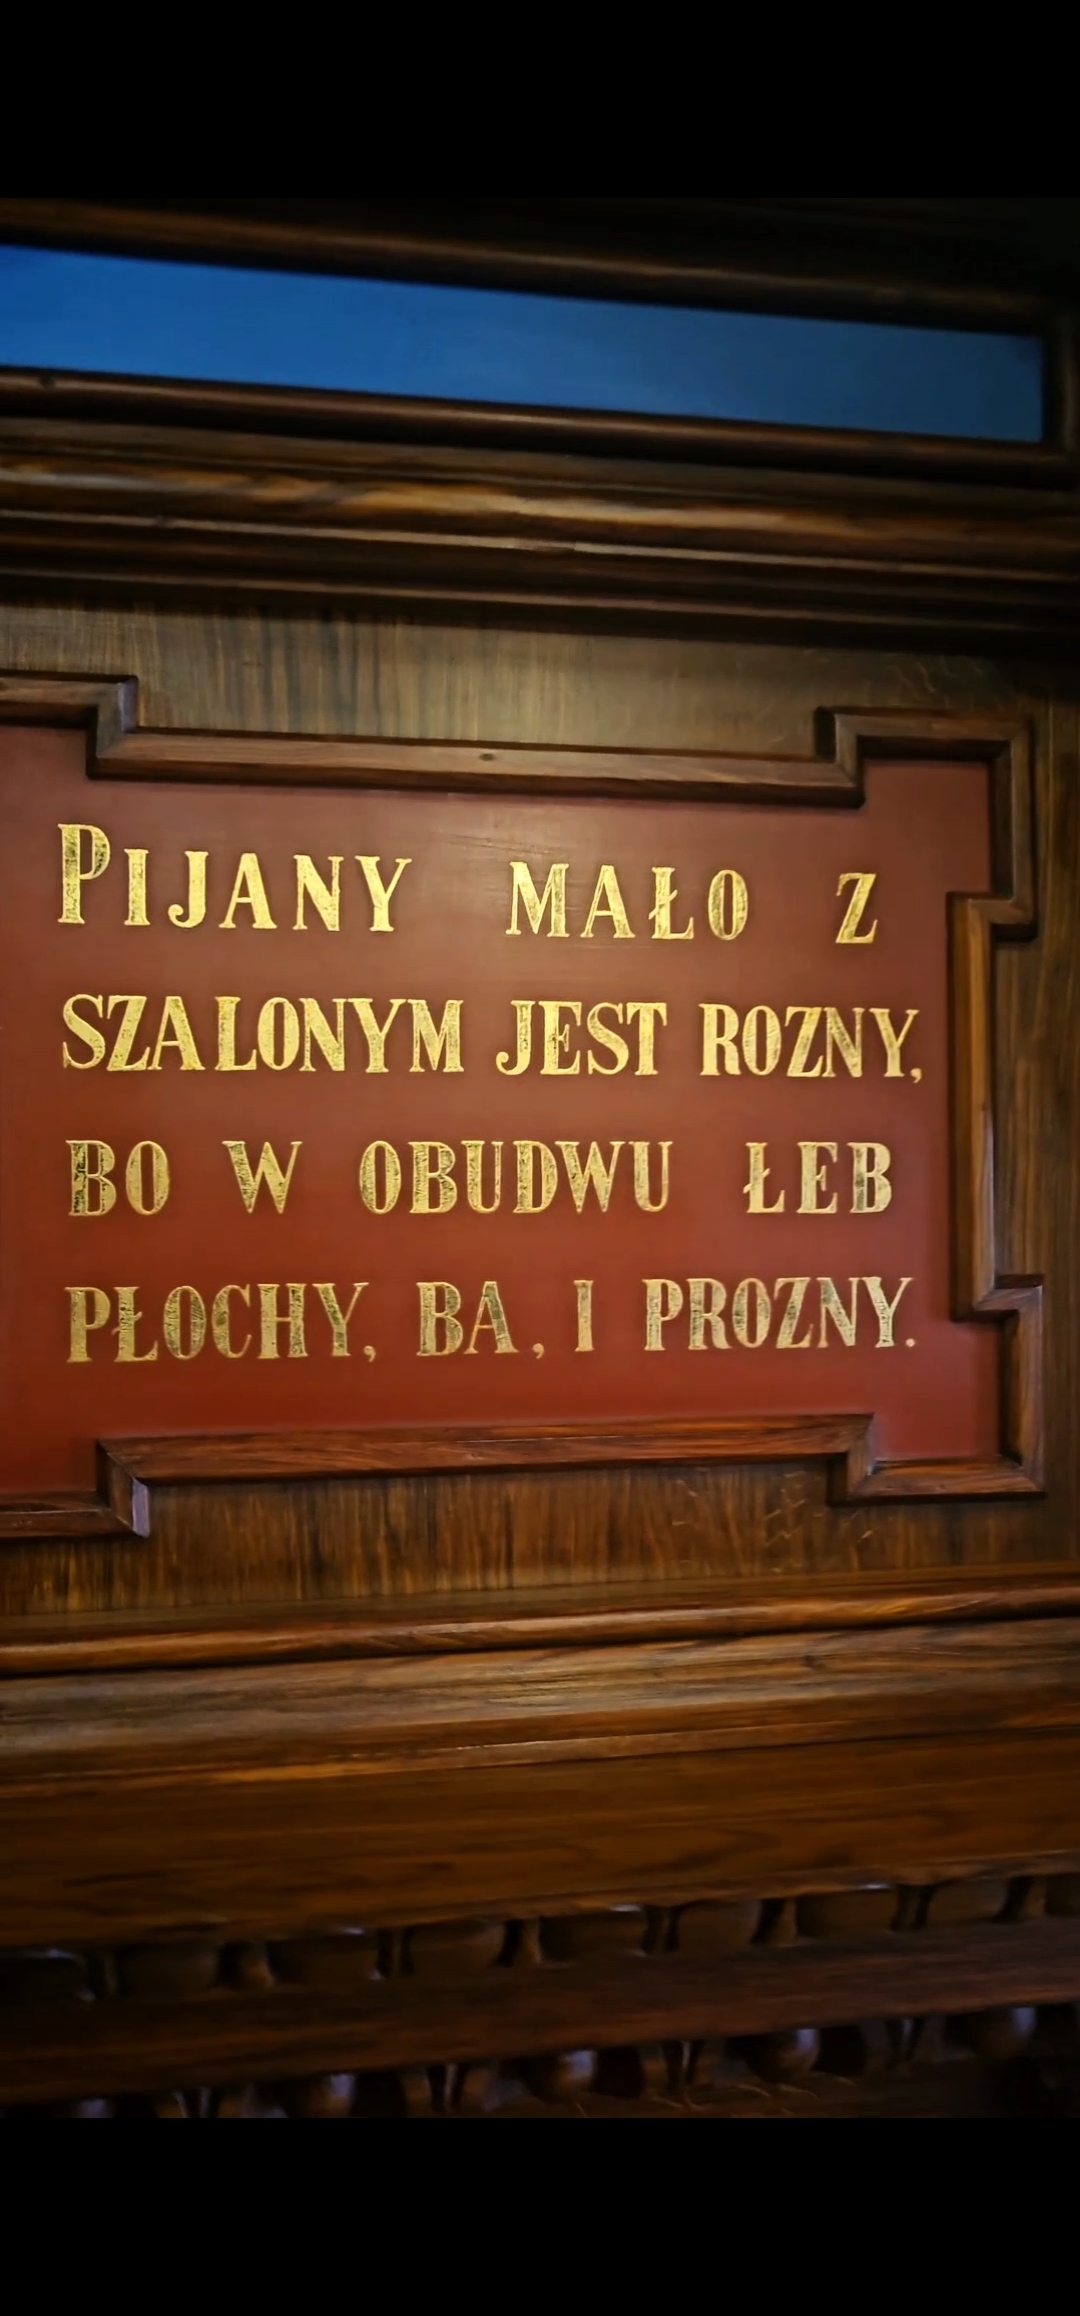 PIJANY MAŁO Z
SZALONYM JEST ROZNY,
BO W OBUDWU ŁEB
PŁOCHY, BA, I PROZNY.